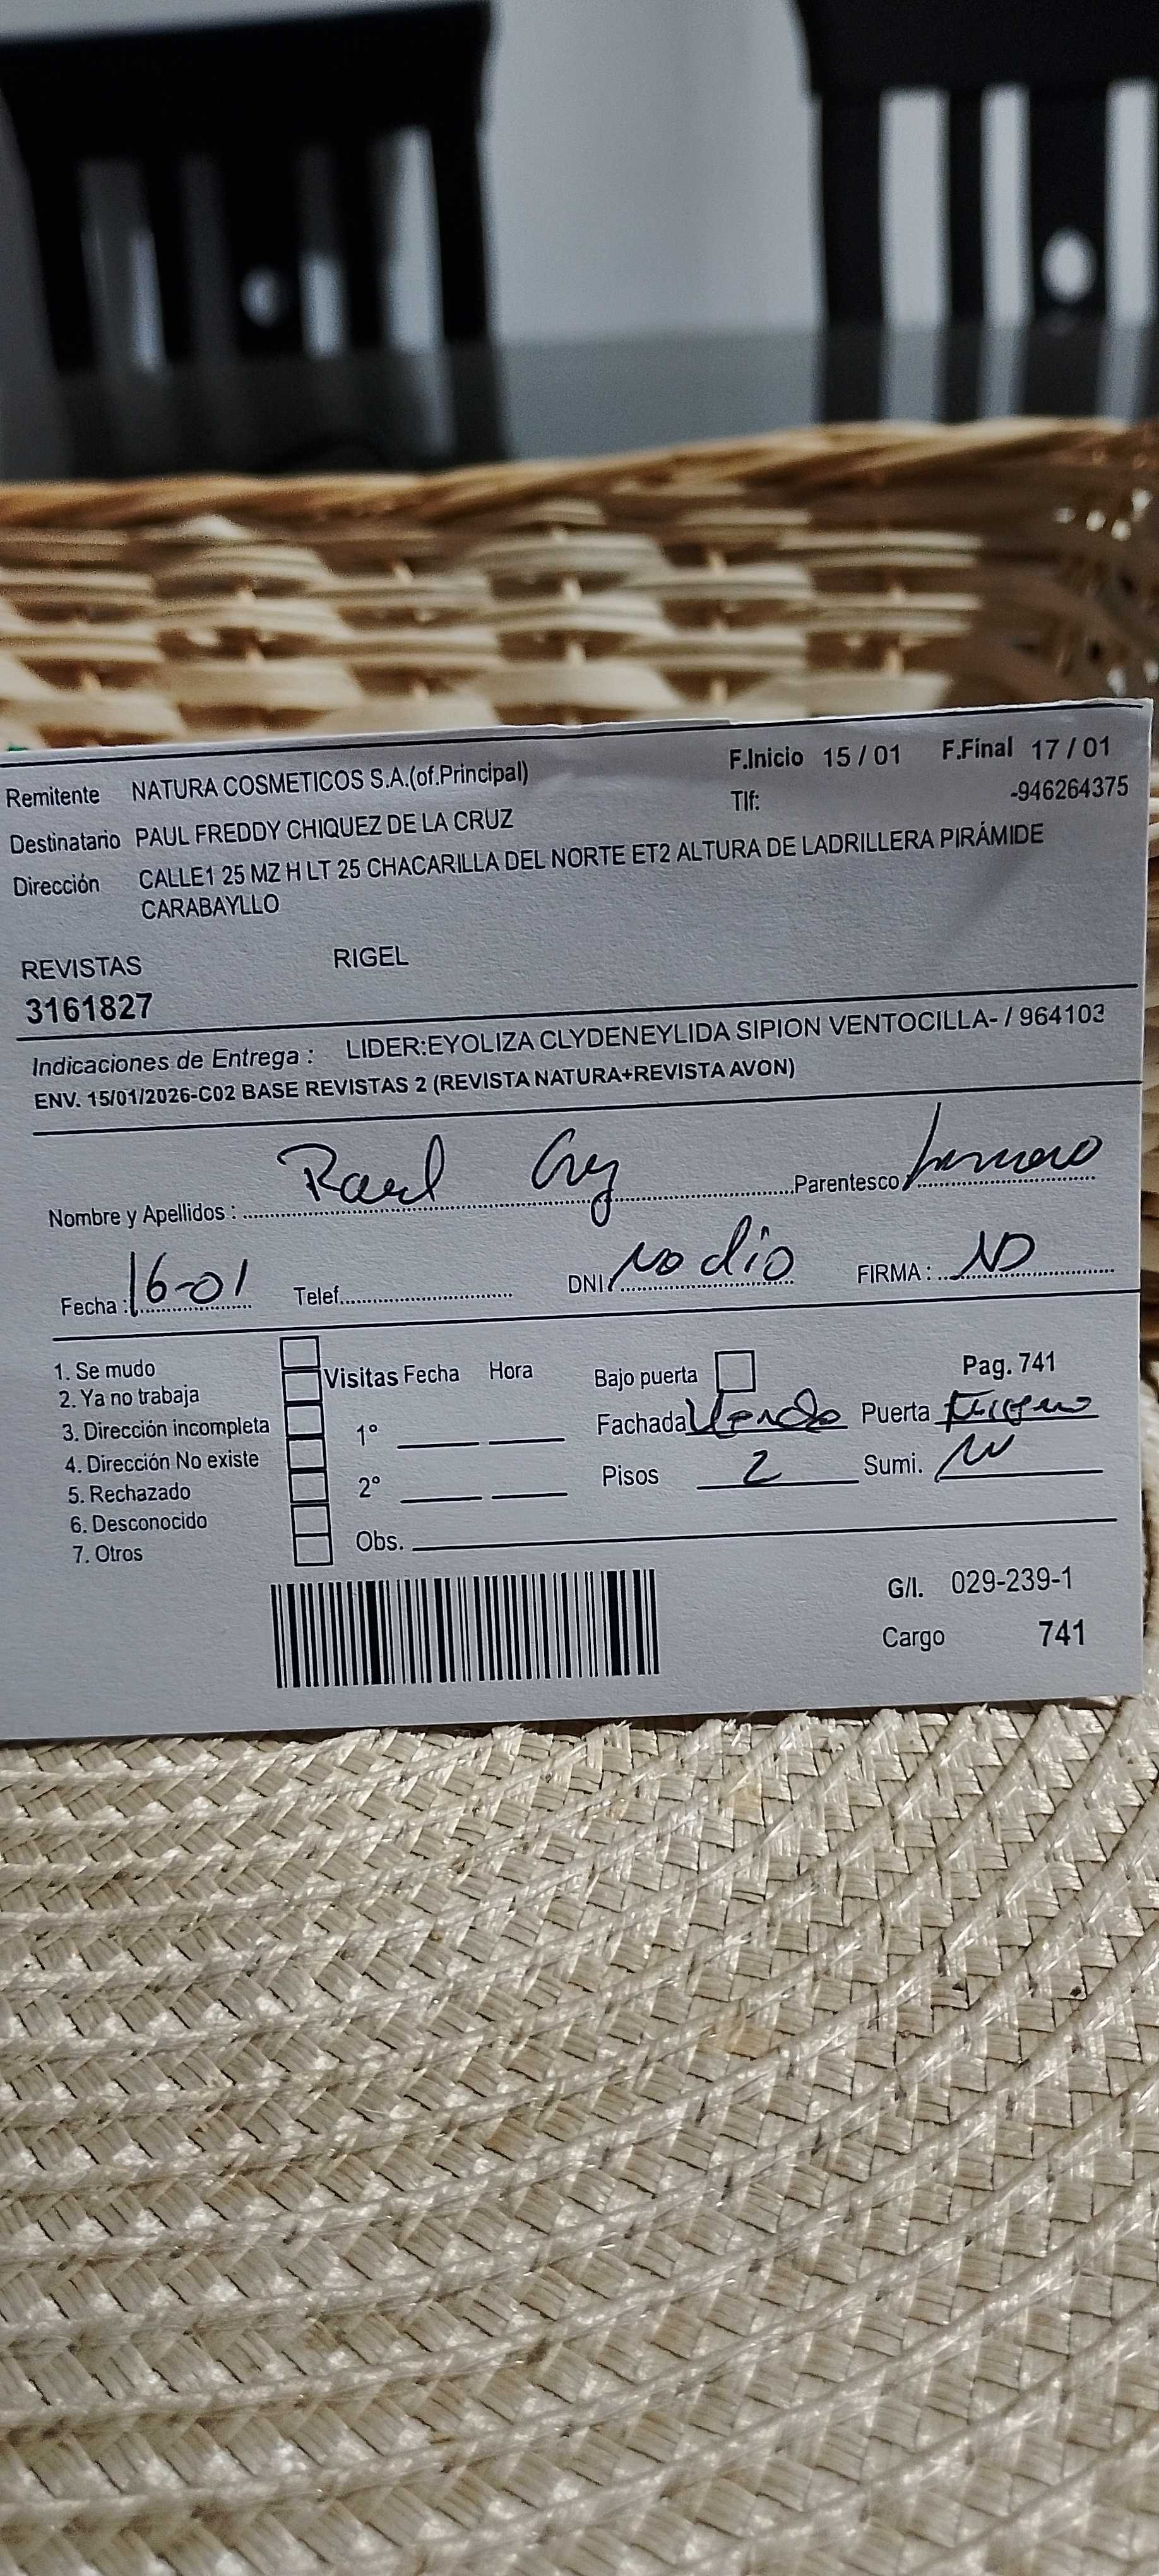 F.Inicio 15 / 01 F.Final 17 / 01
Remitente NATURA COSMETICOS S.A.(of.Principal)
Tlf: -946264375
Destinatario PAUL FREDDY CHIQUEZ DE LA CRUZ
Dirección CALLE1 25 MZ H LT 25 CHACARILLA DEL NORTE ET2 ALTURA DE LADRILLERA PIRÁMIDE
CARABAYLLO
REVISTAS RIGEL
3161827
Indicaciones de Entrega : LIDER:EYOLIZA CLYDENEYLIDA SIPION VENTOCILLA- / 964103
ENV. 15/01/2026-C02 BASE REVISTAS 2 (REVISTA NATURA+REVISTA AVON)
Nombre y Apellidos : Raul Parentesco
Fecha : 16-01 Telef. DNI No dio FIRMA : ND
1. Se mudo
2. Ya no trabaja
3. Dirección incompleta
4. Dirección No existe
5. Rechazado
6. Desconocido
7. Otros
Visitas Fecha Hora
1°
2°
Obs.
Bajo puerta Pag. 741
Fachada Puerta
Pisos 2 Sumi.
G/I. 029-239-1
Cargo 741